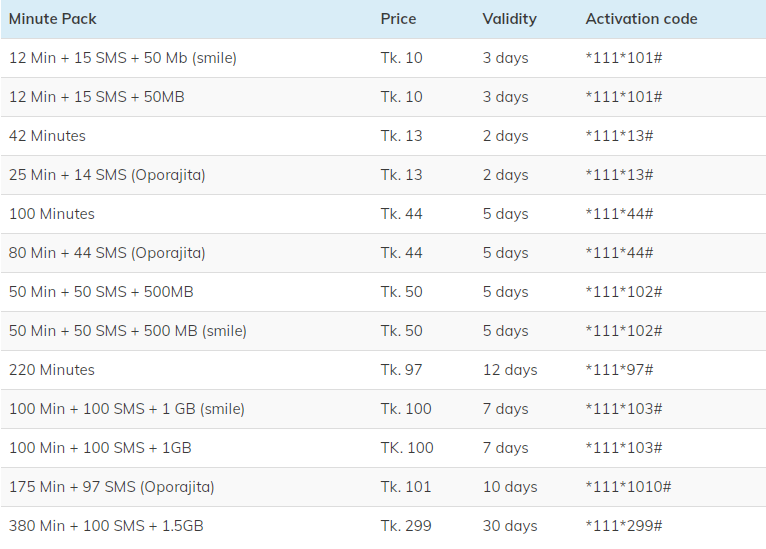 Minute Pack Price Validity Activation code
12 Min + 15 SMS + 50 Mb (smile) Tk. 10 3 days *111*101#
12 Min + 15 SMS + 50MB Tk. 10 3 days *111*101#
42 Minutes Tk. 13 2 days *111*13#
25 Min + 14 SMS (Oporajita) Tk. 13 2 days *111*13#
100 Minutes Tk. 44 5 days *111*44#
80 Min + 44 SMS (Oporajita) Tk. 44 5 days *111*44#
50 Min + 50 SMS + 500MB Tk. 50 5 days *111*102#
50 Min + 50 SMS + 500 MB (smile) Tk. 50 5 days *111*102#
220 Minutes Tk. 97 12 days *111*97#
100 Min + 100 SMS + 1 GB (smile) Tk. 100 7 days *111*103#
100 Min + 100 SMS + 1GB TK. 100 7 days *111*103#
175 Min + 97 SMS (Oporajita) Tk. 101 10 days *111*1010#
380 Min + 100 SMS + 1.5GB Tk. 299 30 days *111*299#